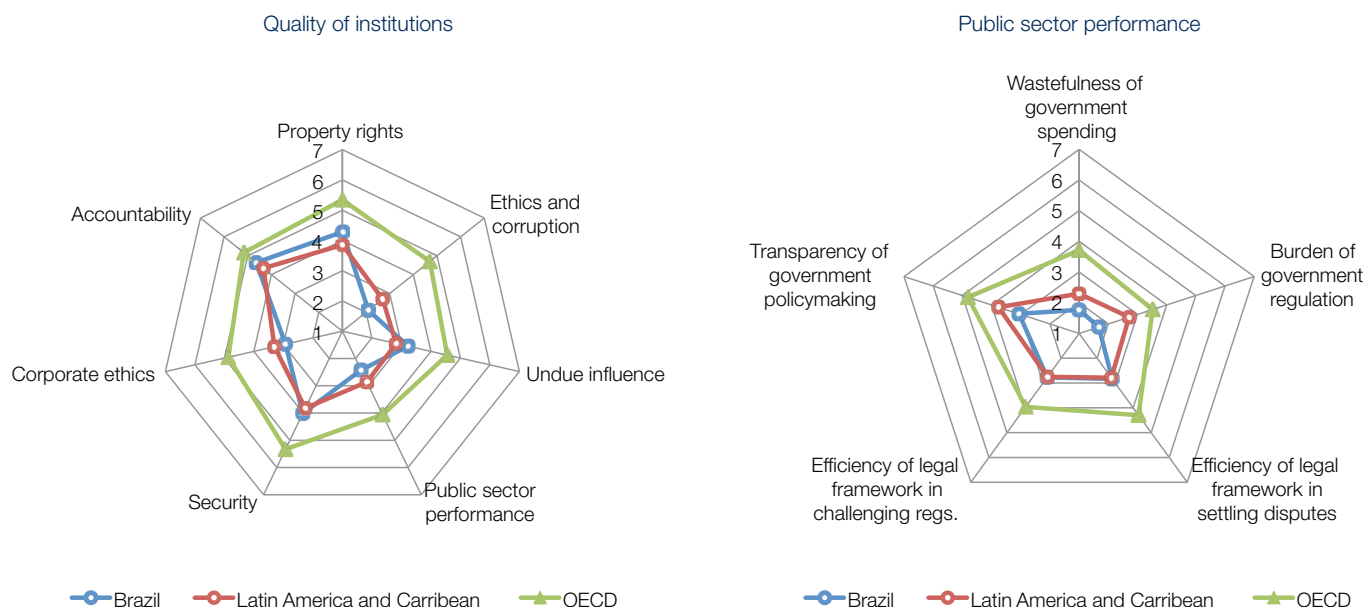 Quality of institutions
Property rights
7
6
5
4
3
2
1
Ethics and
corruption
Undue influence
Public sector
performance
Security
Corporate ethics
Accountability
Brazil
Latin America and Carribean
OECD
Public sector performance
Wastefulness of
government
spending
7
6
5
4
3
2
1
Burden of
government
regulation
Efficiency of legal
framework in
settling disputes
Efficiency of legal
framework in
challenging regs.
Transparency of
government
policymaking
Brazil
Latin America and Carribean
OECD